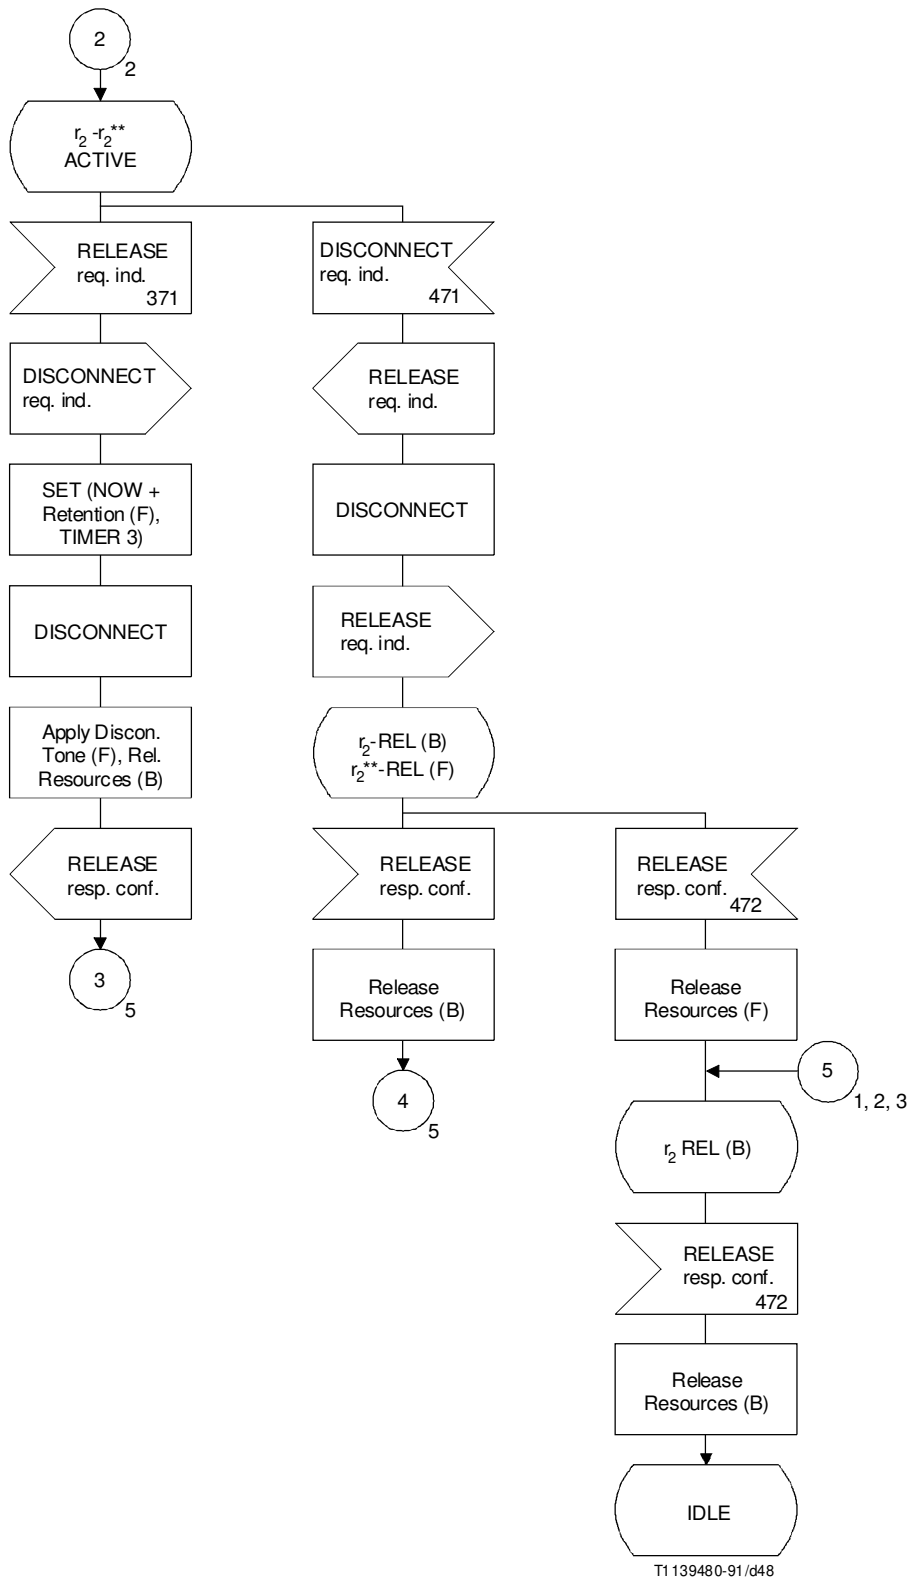 2
2
r2 -r2**
ACTIVE
RELEASE
req. ind.
371
DISCONNECT
req. ind.
SET (NOW +
Retention (F),
TIMER 3)
DISCONNECT
Apply Discon.
Tone (F), Rel.
Resources (B)
RELEASE
resp. conf.
3
5
DISCONNECT
req. ind.
471
RELEASE
req. ind.
DISCONNECT
RELEASE
req. ind.
r2-REL (B)
r2**-REL (F)
RELEASE
resp. conf.
Release
Resources (B)
4
5
RELEASE
resp. conf.
472
Release
Resources (F)
5
1, 2, 3
r2 REL (B)
RELEASE
resp. conf.
472
Release
Resources (B)
IDLE
T1139480-91/d48